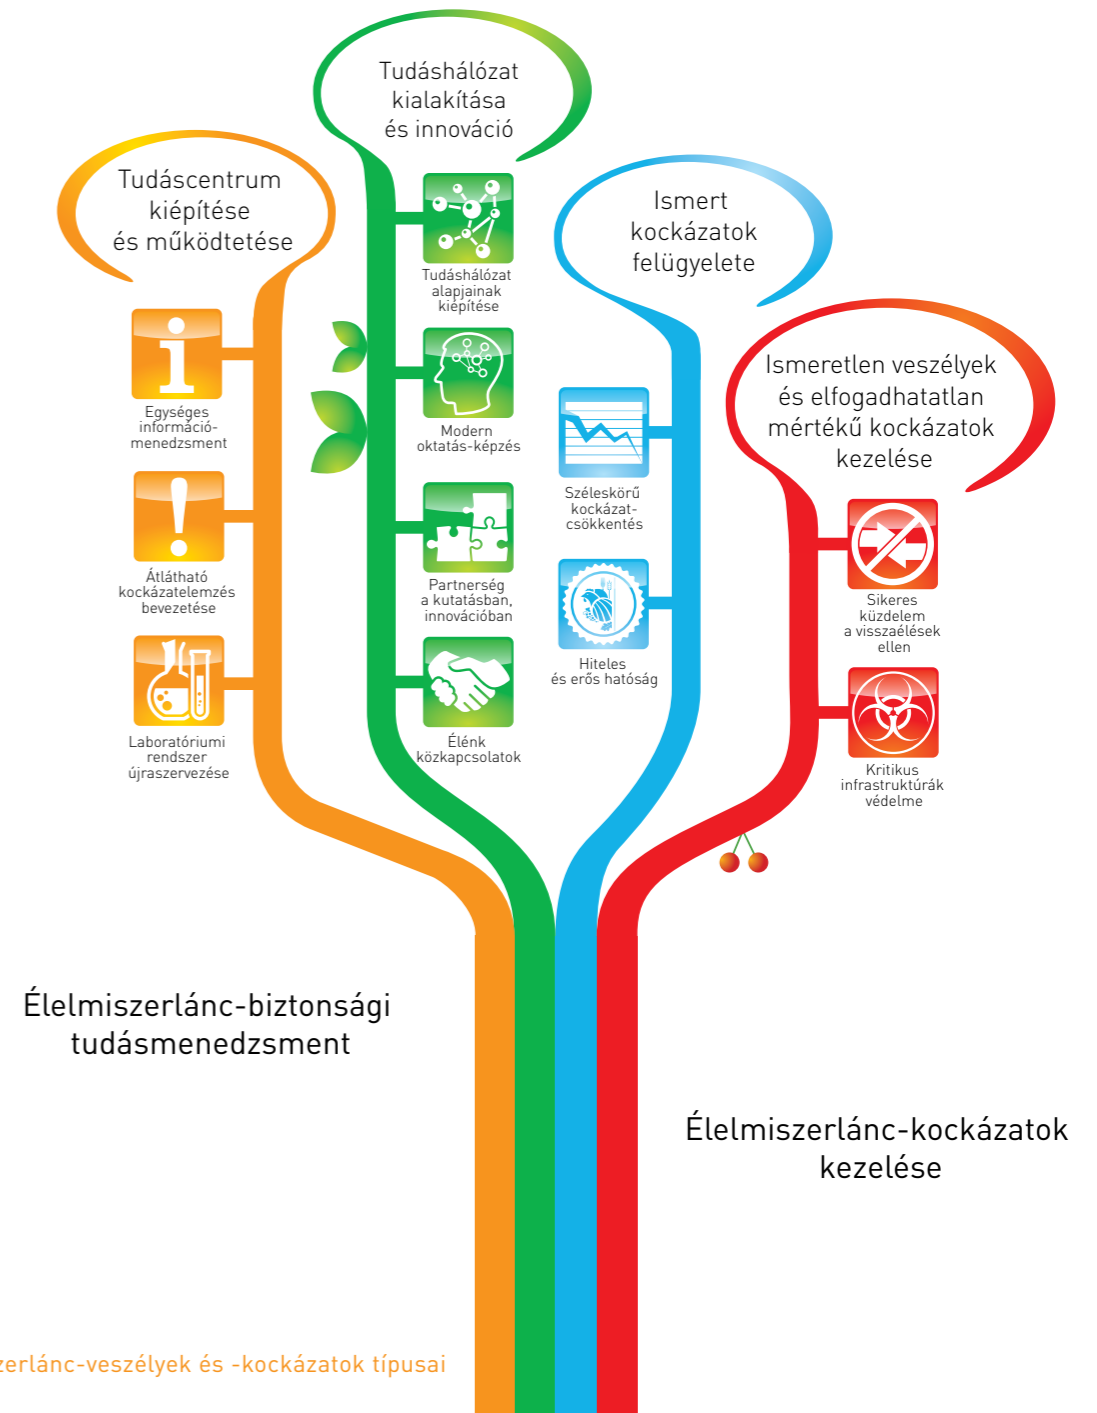 Tudáshálózat
kialakítása
és innováció
Tudáscentrum
kiépítése
és működtetése
Ismert
kockázatok
felügyelete
Ismeretlen veszélyek
és elfogadhatatlan
mértékű kockázatok
kezelése
Egységes
információ-
menedzsment
Átlátható
kockázatelemzés
bevezetése
Laboratóriumi
rendszer
újraszervezése
Tudáshálózat
alapjainak
kiépítése
Modern
oktatás-képzés
Partnerség
a kutatásban,
innovációban
Élénk
közkapcsolatok
Széleskörű
kockázat-
csökkentés
Hiteles
és erős hatóság
Sikeres
küzdelem
a visszaélések
ellen
Kritikus
infrastruktúrák
védelme
Élelmiszerlánc-biztonsági
tudásmenedzsment
Élelmiszerlánc-kockázatok
kezelése
zerlánc-veszélyek és -kockázatok típusai